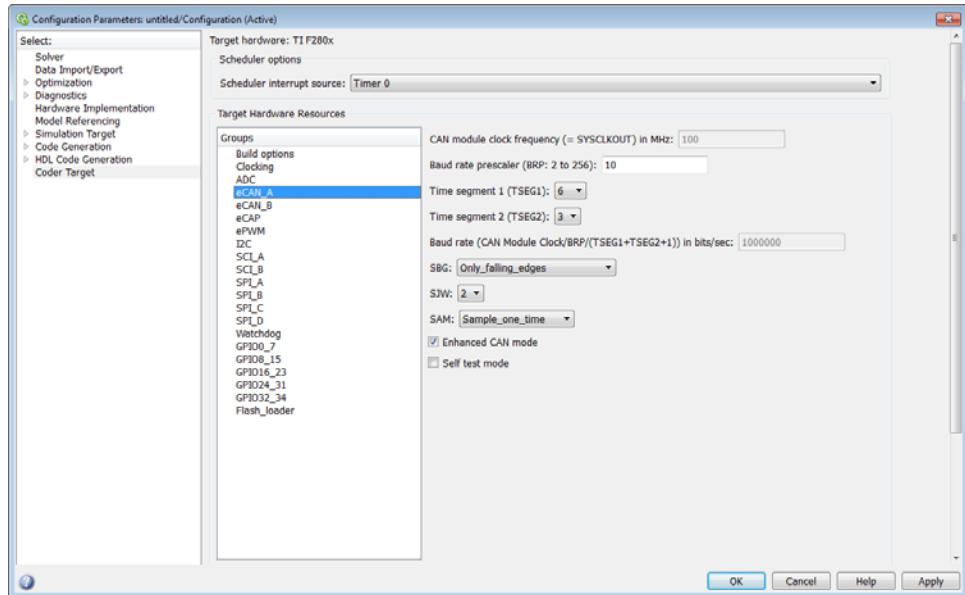 Configuration Parameters: untitled/Configuration (Active)
Select:
Solver
Data Import/Export
Optimization
Diagnostics
Hardware Implementation
Model Referencing
Simulation Target
Code Generation
HDL Code Generation
Coder Target
Target hardware: TI F280x
Scheduler options
Scheduler interrupt source: Timer 0
Target Hardware Resources
Groups
Build options
Clocking
ADC
eCAN_A
eCAN_B
eCAP
ePWM
I2C
SCI_A
SCI_B
SPI_A
SPI_B
SPI_C
SPI_D
Watchdog
GPIO0_7
GPIO8_15
GPIO16_23
GPIO24_31
GPIO32_34
Flash_loader
CAN module clock frequency (= SYSCLKOUT) in MHz: 100
Baud rate prescaler (BRP: 2 to 256): 10
Time segment 1 (TSEG1): 6
Time segment 2 (TSEG2): 3
Baud rate (CAN Module Clock/BRP/(TSEG1+TSEG2+1)) in bits/sec: 1000000
SBG: Only_falling_edges
SJW: 2
SAM: Sample_one_time
Enhanced CAN mode
Self test mode
? OK Cancel Help Apply